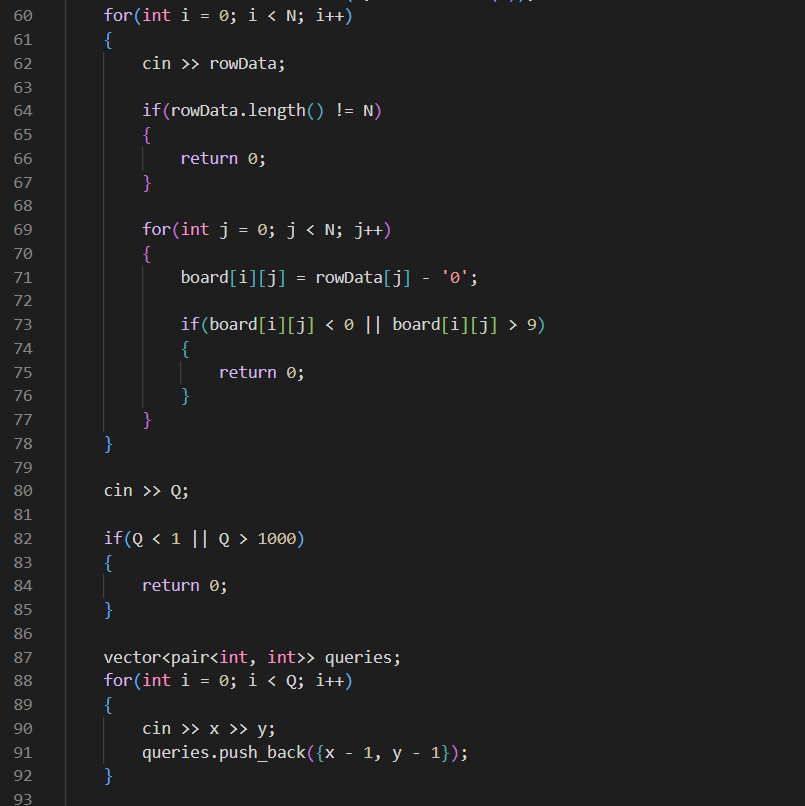 60 for(int i = 0; i < N; i++)
61 {
62 cin >> rowData;
63
64 if(rowData.length() != N)
65 {
66 return 0;
67 }
68
69 for(int j = 0; j < N; j++)
70 {
71 board[i][j] = rowData[j] - '0';
72
73 if(board[i][j] < 0 || board[i][j] > 9)
74 {
75 return 0;
76 }
77 }
78 }
79
80 cin >> Q;
81
82 if(Q < 1 || Q > 1000)
83 {
84 return 0;
85 }
86
87 vector<pair<int, int>> queries;
88 for(int i = 0; i < Q; i++)
89 {
90 cin >> x >> y;
91 queries.push_back({x - 1, y - 1});
92 }
93